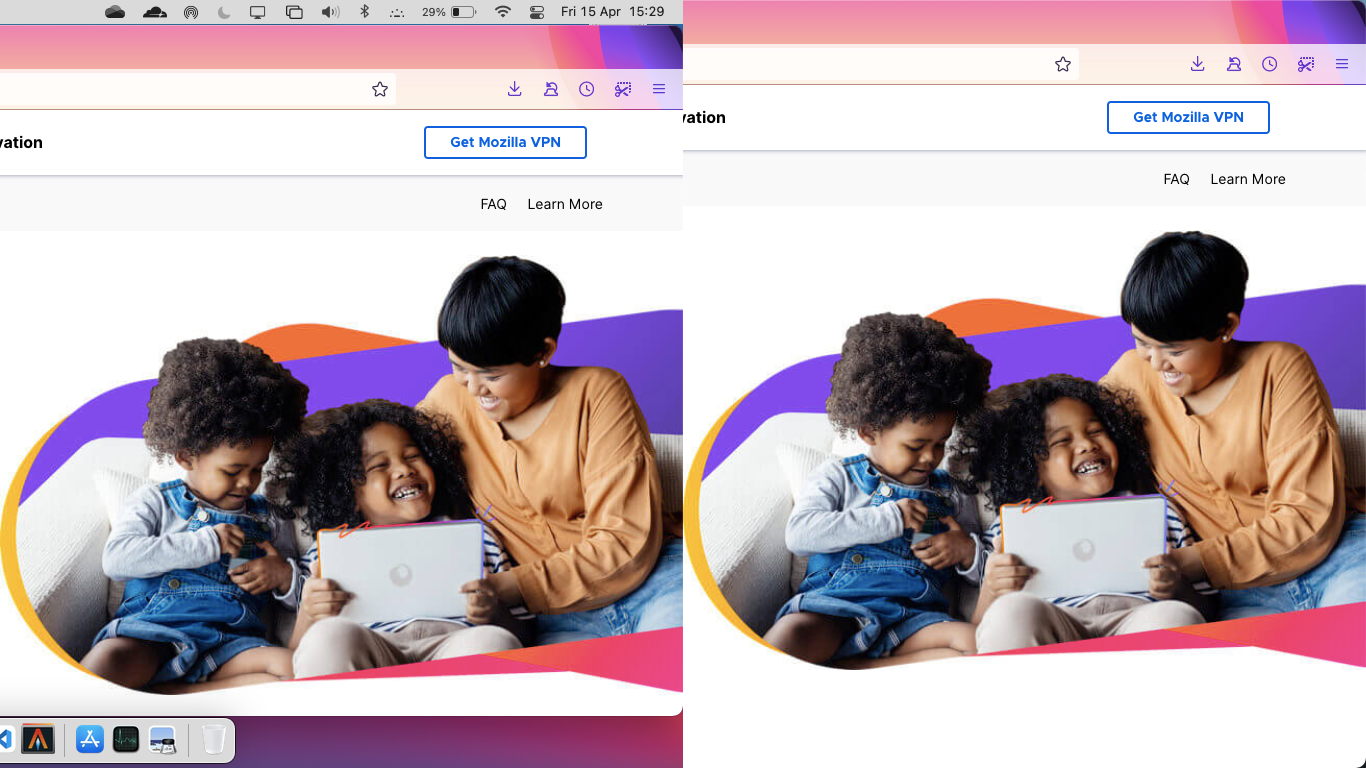 29% Fri 15 Apr 15:29
vation
Get Mozilla VPN
FAQ Learn More
vation
Get Mozilla VPN
FAQ Learn More